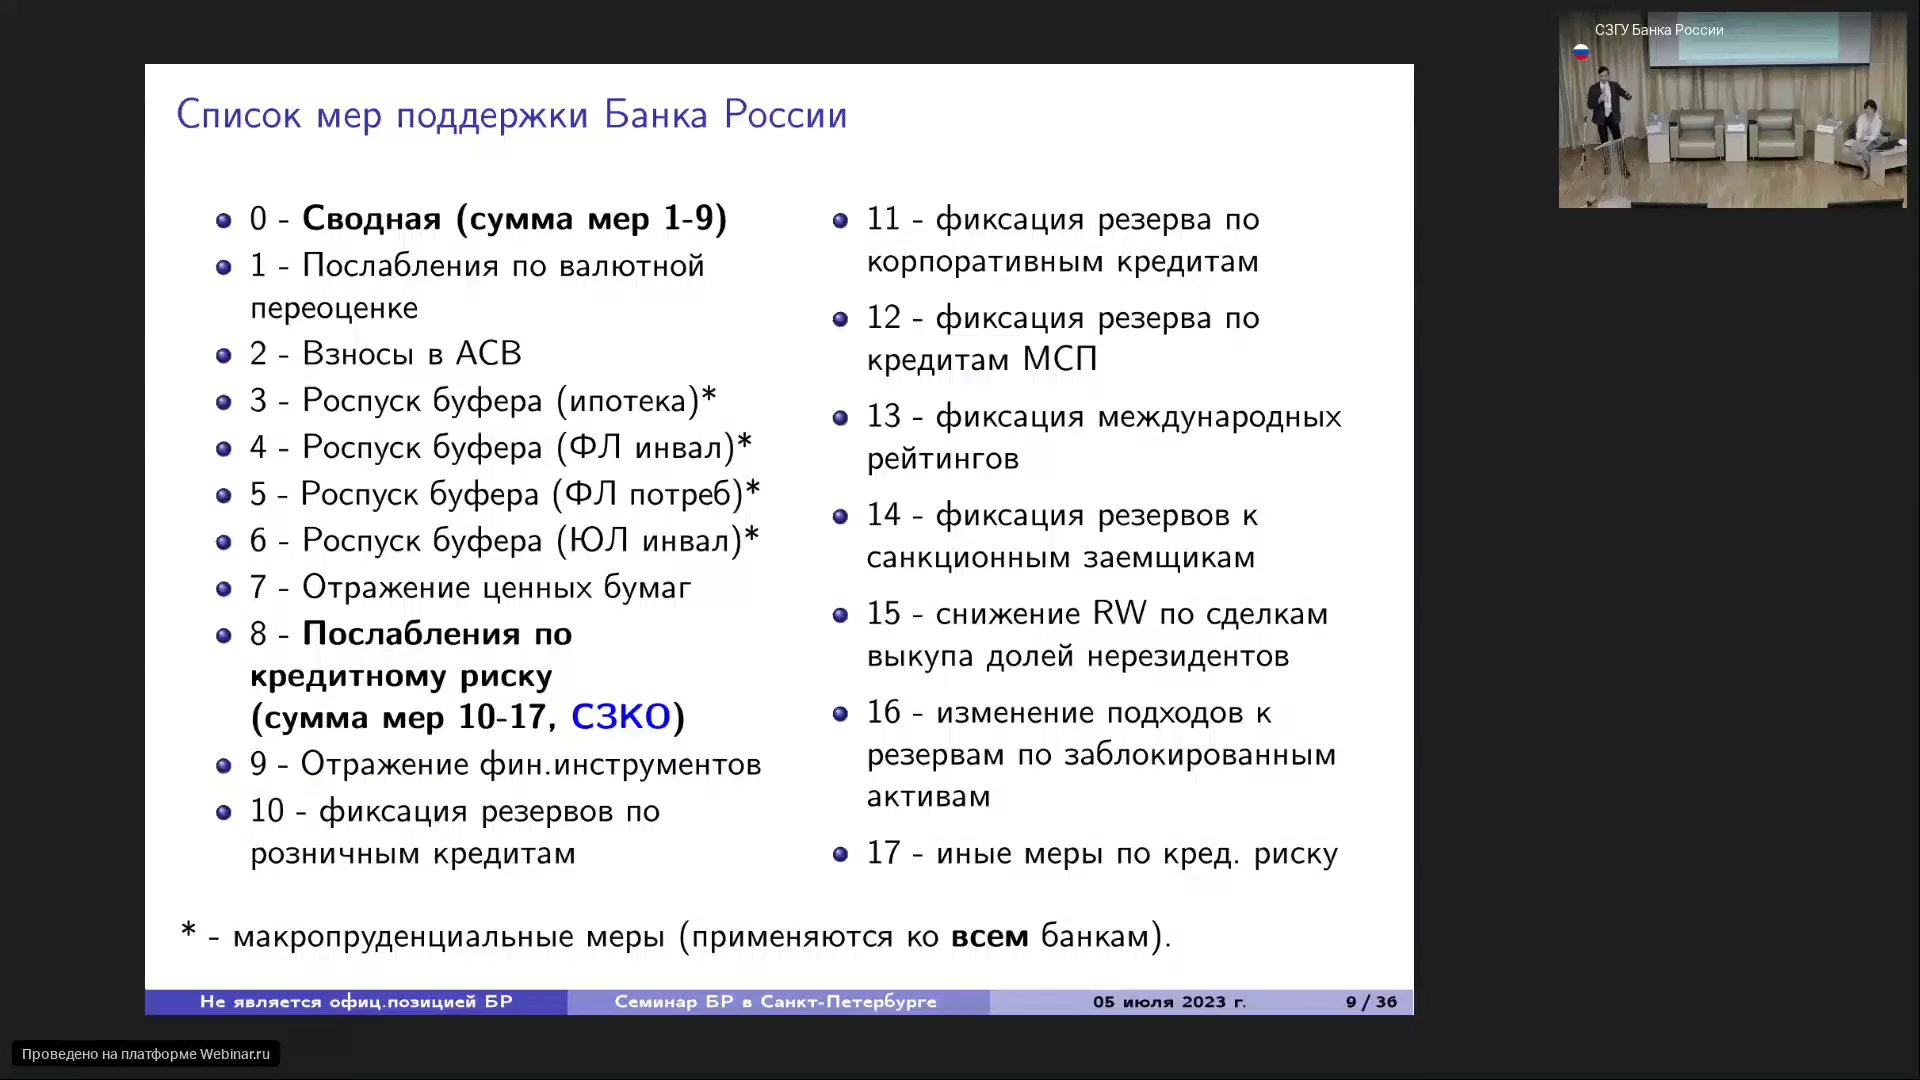 СЗГУ Банка России
Список мер поддержки Банка России
0 - Сводная (сумма мер 1-9)
1 - Послабления по валютной
переоценке
2 - Взносы в АСВ
3 - Роспуск буфера (ипотека)*
4 - Роспуск буфера (ФЛ инвал)*
5 - Роспуск буфера (ФЛ потреб)*
6 - Роспуск буфера (ЮЛ инвал)*
7 - Отражение ценных бумаг
8 - Послабления по
кредитному риску
(сумма мер 10-17, СЗКО)
9 - Отражение фин.инструментов
10 - фиксация резервов по
розничным кредитам
11 - фиксация резерва по
корпоративным кредитам
12 - фиксация резерва по
кредитам МСП
13 - фиксация международных
рейтингов
14 - фиксация резервов к
санкционным заемщикам
15 - снижение RW по сделкам
выкупа долей нерезидентов
16 - изменение подходов к
резервам по заблокированным
активам
17 - иные меры по кред. риску
* - макропруденциальные меры (применяются ко всем банкам).
Не является офиц.позицией БР
Семинар БР в Санкт-Петербурге
05 июля 2023 г.
9 / 36
Проведено на платформе Webinar.ru